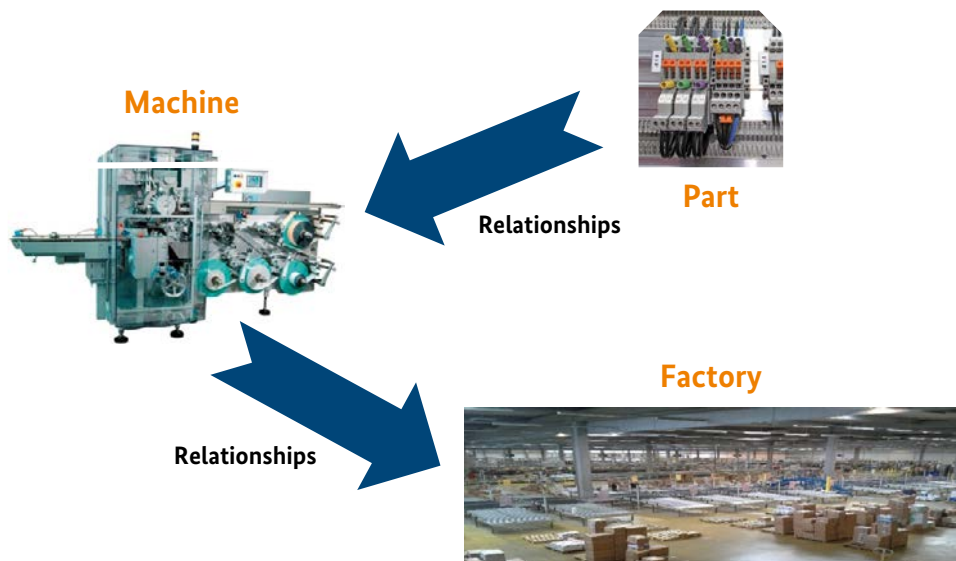 Machine
Part
Relationships
Factory
Relationships